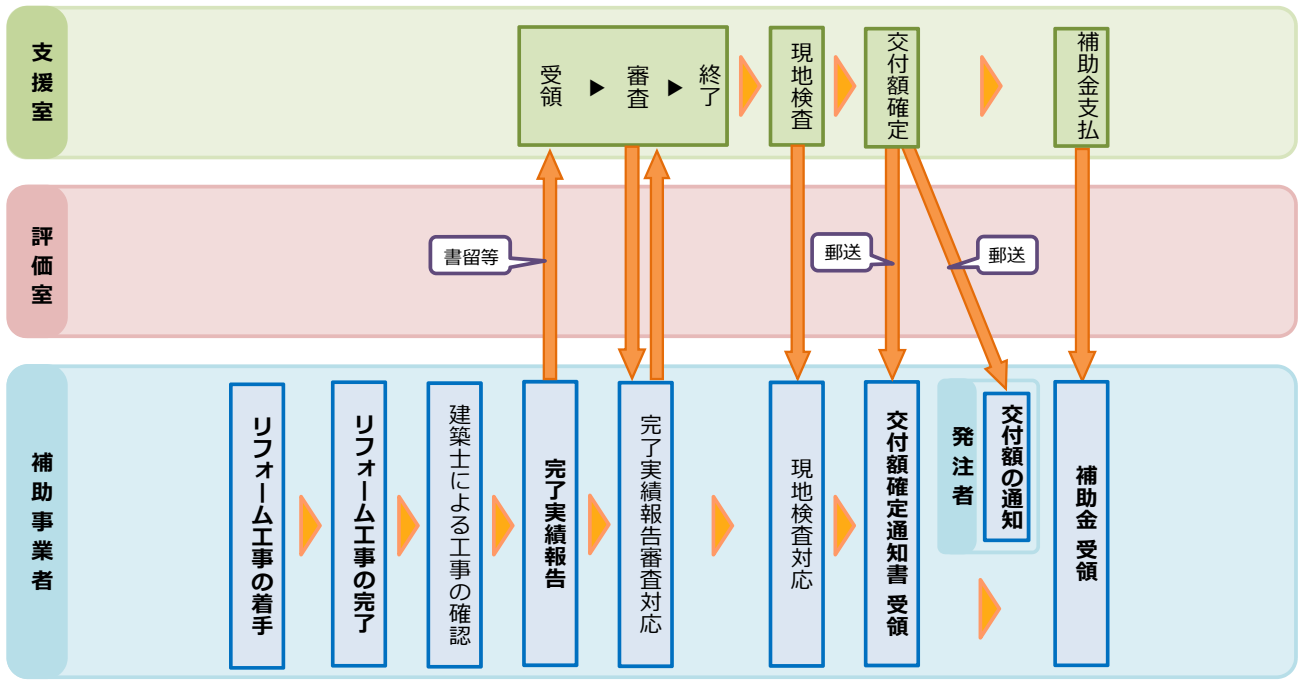 支援室
受領
▶
審査
▶
終了
現地検査
交付額確定
補助金支払
評価室
書留等
郵送
郵送
補助事業者
リフォーム工事の着手
リフォーム工事の完了
建築士による工事の確認
完了実績報告
完了実績報告審査対応
現地検査対応
交付額確定通知書 受領
発注者
交付額の通知
補助金 受領